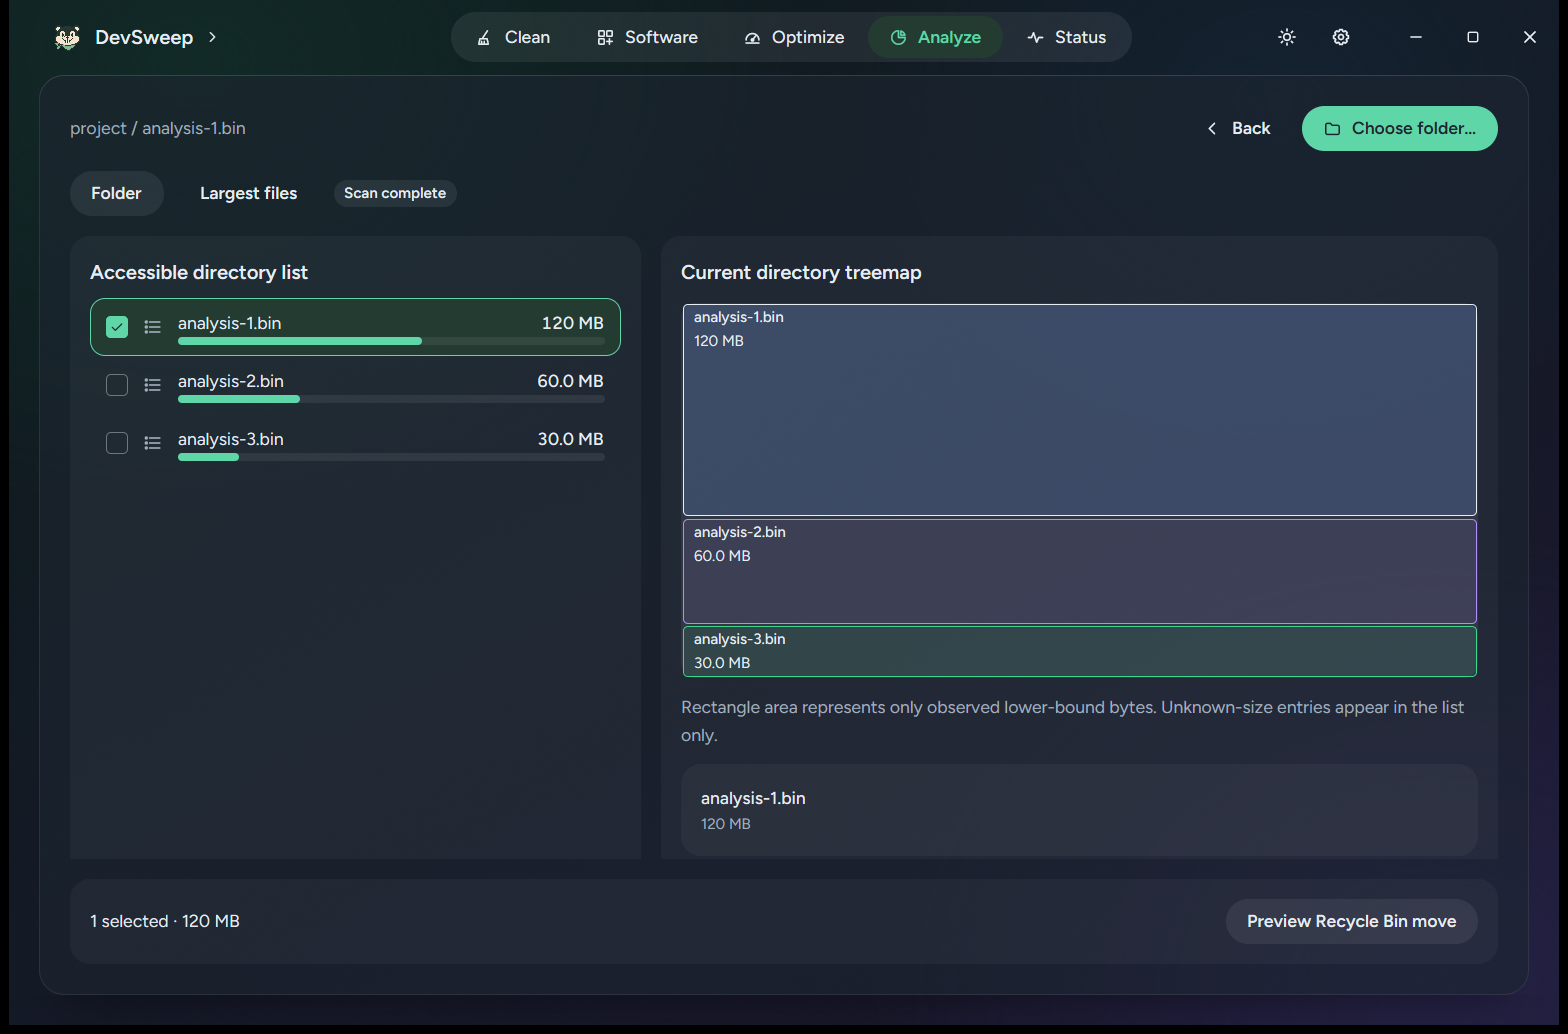 DevSweep
Clean
Software
Optimize
Analyze
Status
project / analysis-1.bin
Back
Choose folder...
Folder
Largest files
Scan complete
Accessible directory list
analysis-1.bin
120 MB
analysis-2.bin
60.0 MB
analysis-3.bin
30.0 MB
Current directory treemap
analysis-1.bin
120 MB
analysis-2.bin
60.0 MB
analysis-3.bin
30.0 MB
Rectangle area represents only observed lower-bound bytes. Unknown-size entries appear in the list
only.
analysis-1.bin
120 MB
1 selected · 120 MB
Preview Recycle Bin move